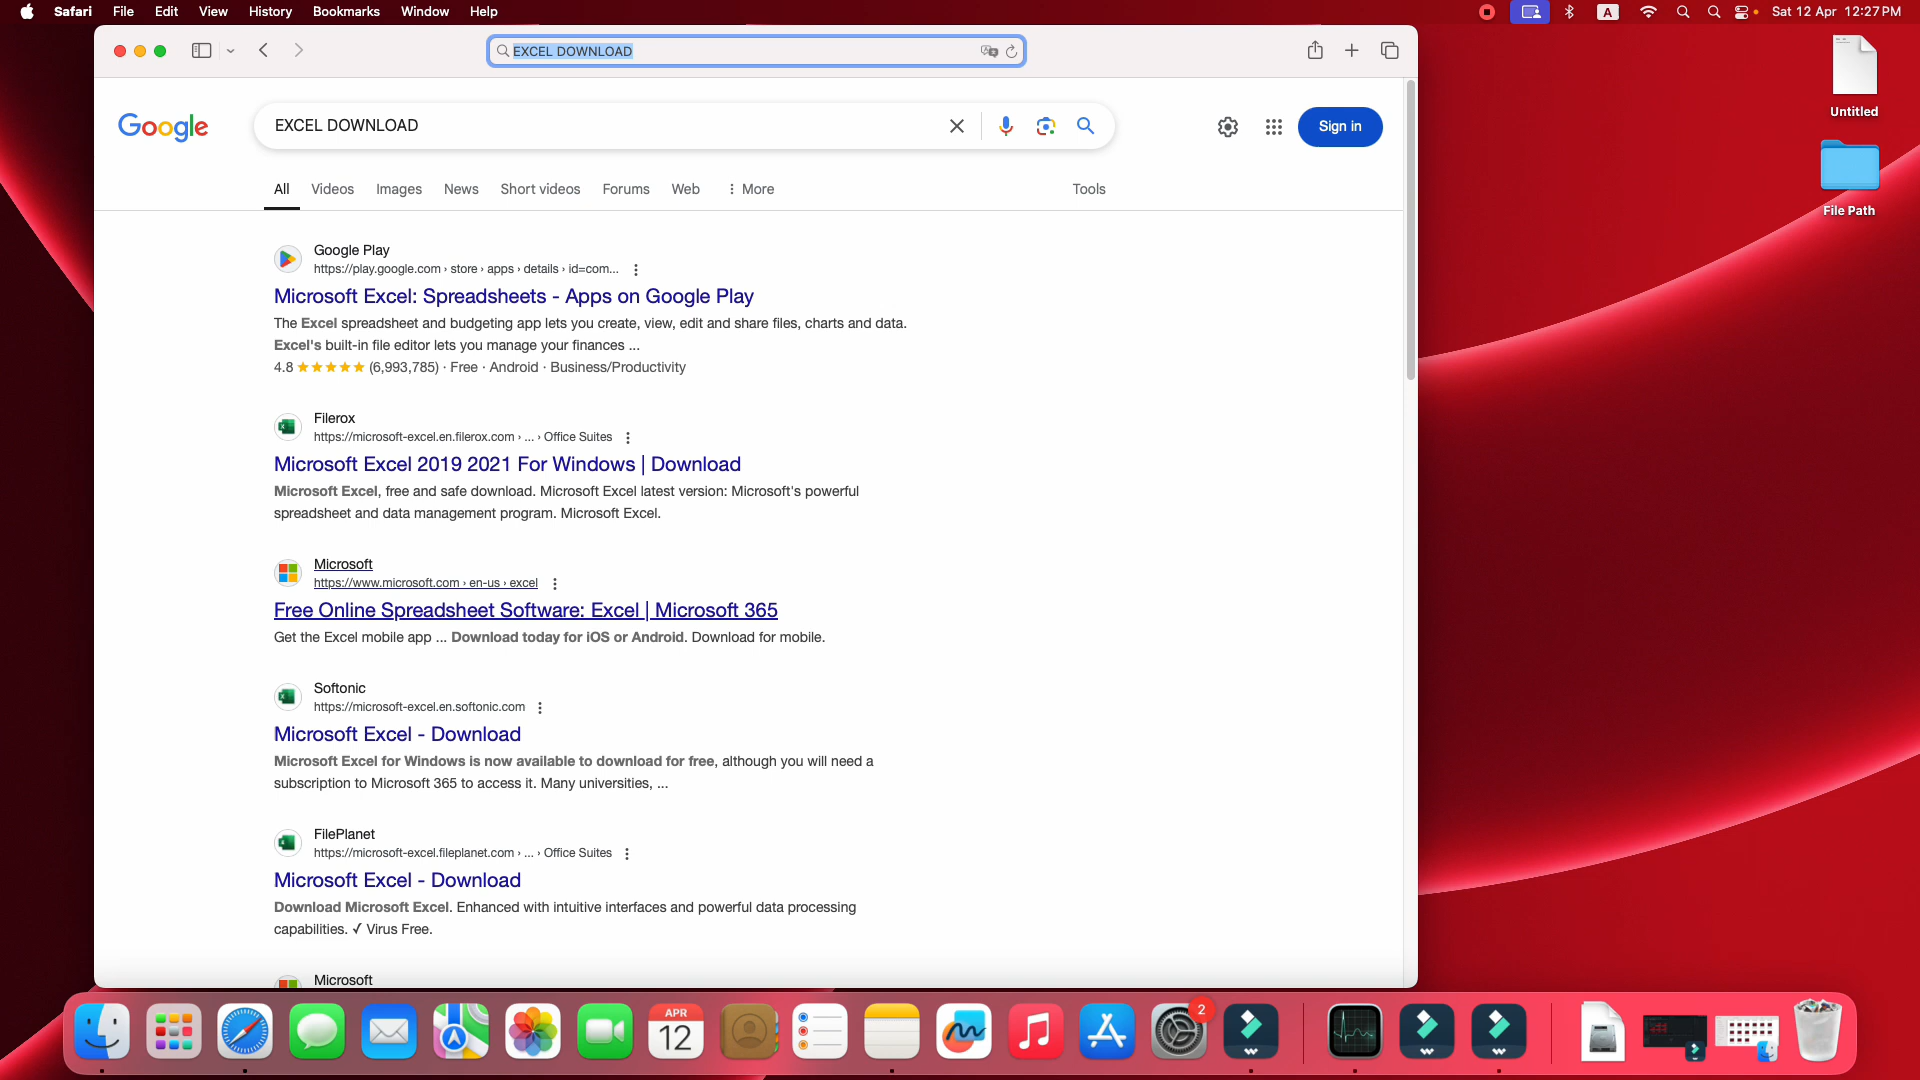 Safari File Edit View History Bookmarks Window Help
A Sat 12 Apr 12:27 PM
EXCEL DOWNLOAD
Untitled
File Path
Google
EXCEL DOWNLOAD
Sign in
All Videos Images News Short videos Forums Web More Tools
Google Play
https://play.google.com › store › apps › details › id=com...
Microsoft Excel: Spreadsheets - Apps on Google Play
The Excel spreadsheet and budgeting app lets you create, view, edit and share files, charts and data.
Excel's built-in file editor lets you manage your finances ...
4.8 ★★★★★ (6,993,785) · Free · Android · Business/Productivity
Filerox
https://microsoft-excel.en.filerox.com › ... › Office Suites
Microsoft Excel 2019 2021 For Windows | Download
Microsoft Excel, free and safe download. Microsoft Excel latest version: Microsoft's powerful
spreadsheet and data management program. Microsoft Excel.
Microsoft
https://www.microsoft.com › en-us › excel
Free Online Spreadsheet Software: Excel | Microsoft 365
Get the Excel mobile app ... Download today for iOS or Android. Download for mobile.
Softonic
https://microsoft-excel.en.softonic.com
Microsoft Excel - Download
Microsoft Excel for Windows is now available to download for free, although you will need a
subscription to Microsoft 365 to access it. Many universities, ...
FilePlanet
https://microsoft-excel.fileplanet.com › ... › Office Suites
Microsoft Excel - Download
Download Microsoft Excel. Enhanced with intuitive interfaces and powerful data processing
capabilities. ✓ Virus Free.
Microsoft
APR
12
2